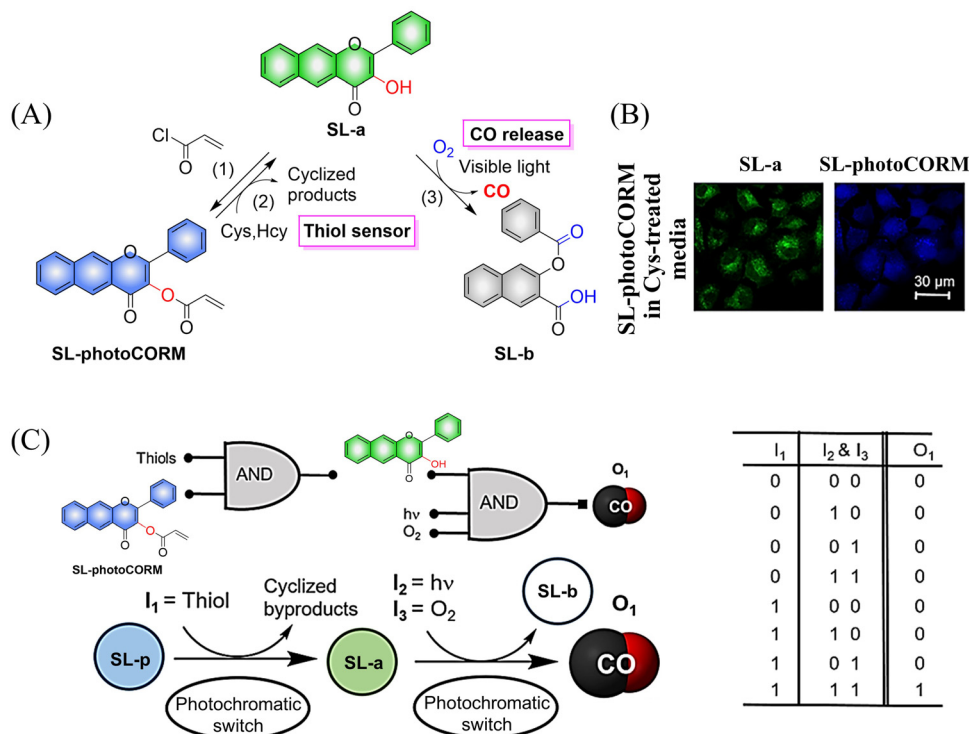 (A)
O
OH
O
SL-a
Cl
O
(1)
(2)
Cyclized
products
Cys,Hcy
Thiol sensor
CO release
O₂
Visible light
(3)
CO
O
O
O
O
SL-photoCORM
O
O
OH
O
SL-b
(B)
SL-a
SL-photoCORM
SL-photoCORM
in Cys-treated
media
30 µm
(C)
Thiols
AND
O
O
O
O
SL-photoCORM
O
OH
O
hν
O₂
AND
O₁
CO
I₁ = Thiol
Cyclized
byproducts
I₂ = hν
I₃ = O₂
SL-b
O₁
SL-p
SL-a
CO
Photochromatic
switch
Photochromatic
switch
I₁ I₂ & I₃ O₁
0 0 0 0
0 1 0 0
0 0 1 0
0 1 1 0
1 0 0 0
1 1 0 0
1 0 1 0
1 1 1 1